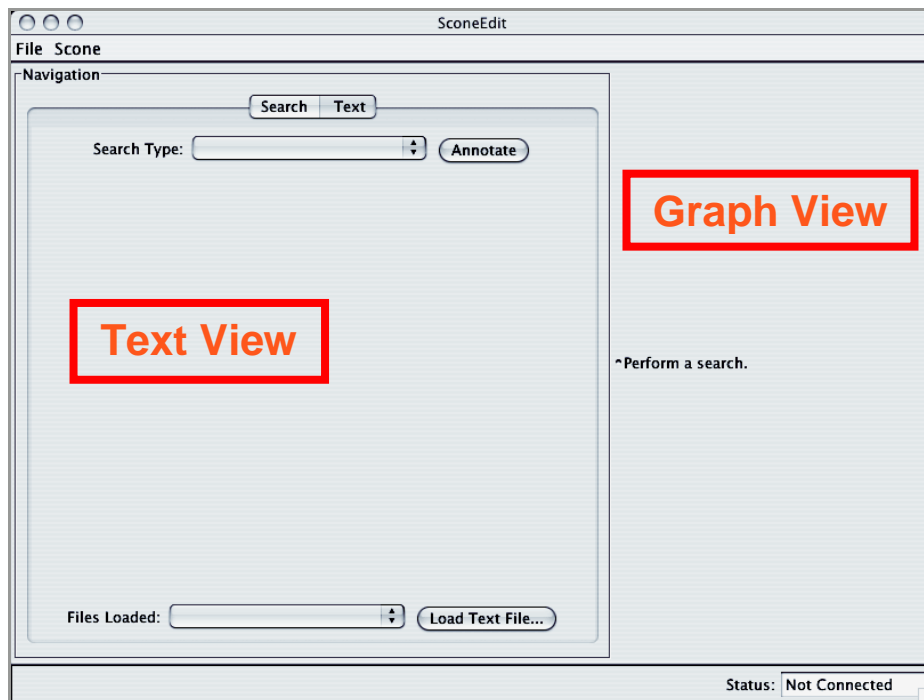 SconeEdit
File Scone
Navigation
Search Text
Search Type: Annotate
Graph View
Text View
Perform a search.
Files Loaded: Load Text File...
Status: Not Connected